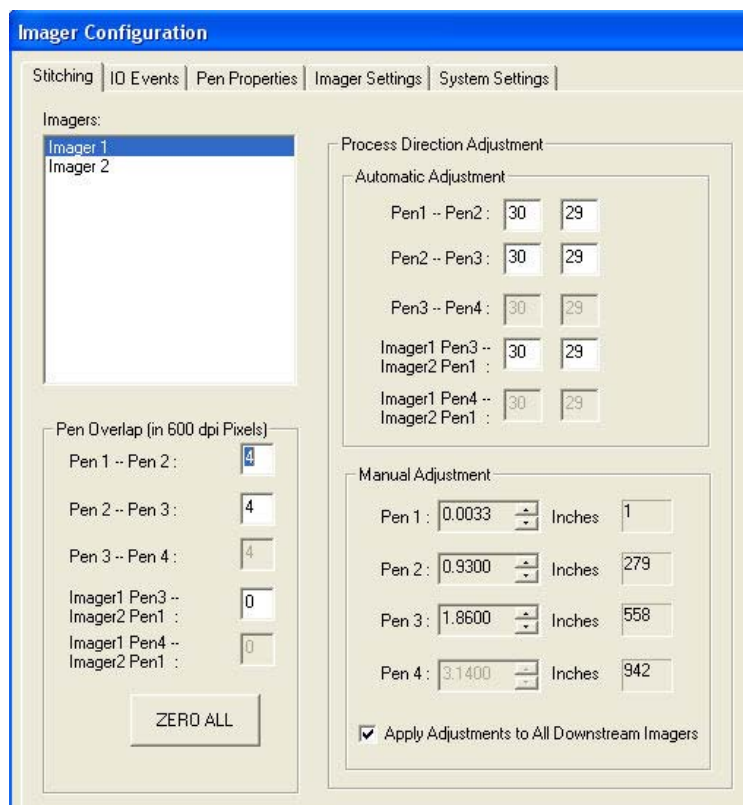 Imager Configuration
Stitching IO Events Pen Properties Imager Settings System Settings
Imagers:
Imager 1
Imager 2
Pen Overlap (in 600 dpi Pixels)
Pen 1 -- Pen 2 : 4
Pen 2 -- Pen 3 : 4
Pen 3 -- Pen 4 : 4
Imager1 Pen3 --
Imager2 Pen1 : 0
Imager1 Pen4 --
Imager2 Pen1 : 0
ZERO ALL
Process Direction Adjustment
Automatic Adjustment
Pen1 -- Pen2 : 30 29
Pen2 -- Pen3 : 30 29
Pen3 -- Pen4 : 30 29
Imager1 Pen3 --
Imager2 Pen1 : 30 29
Imager1 Pen4 --
Imager2 Pen1 : 30 29
Manual Adjustment
Pen 1 : 0.0033 Inches 1
Pen 2 : 0.9300 Inches 279
Pen 3 : 1.8600 Inches 558
Pen 4 : 3.1400 Inches 942
Apply Adjustments to All Downstream Imagers